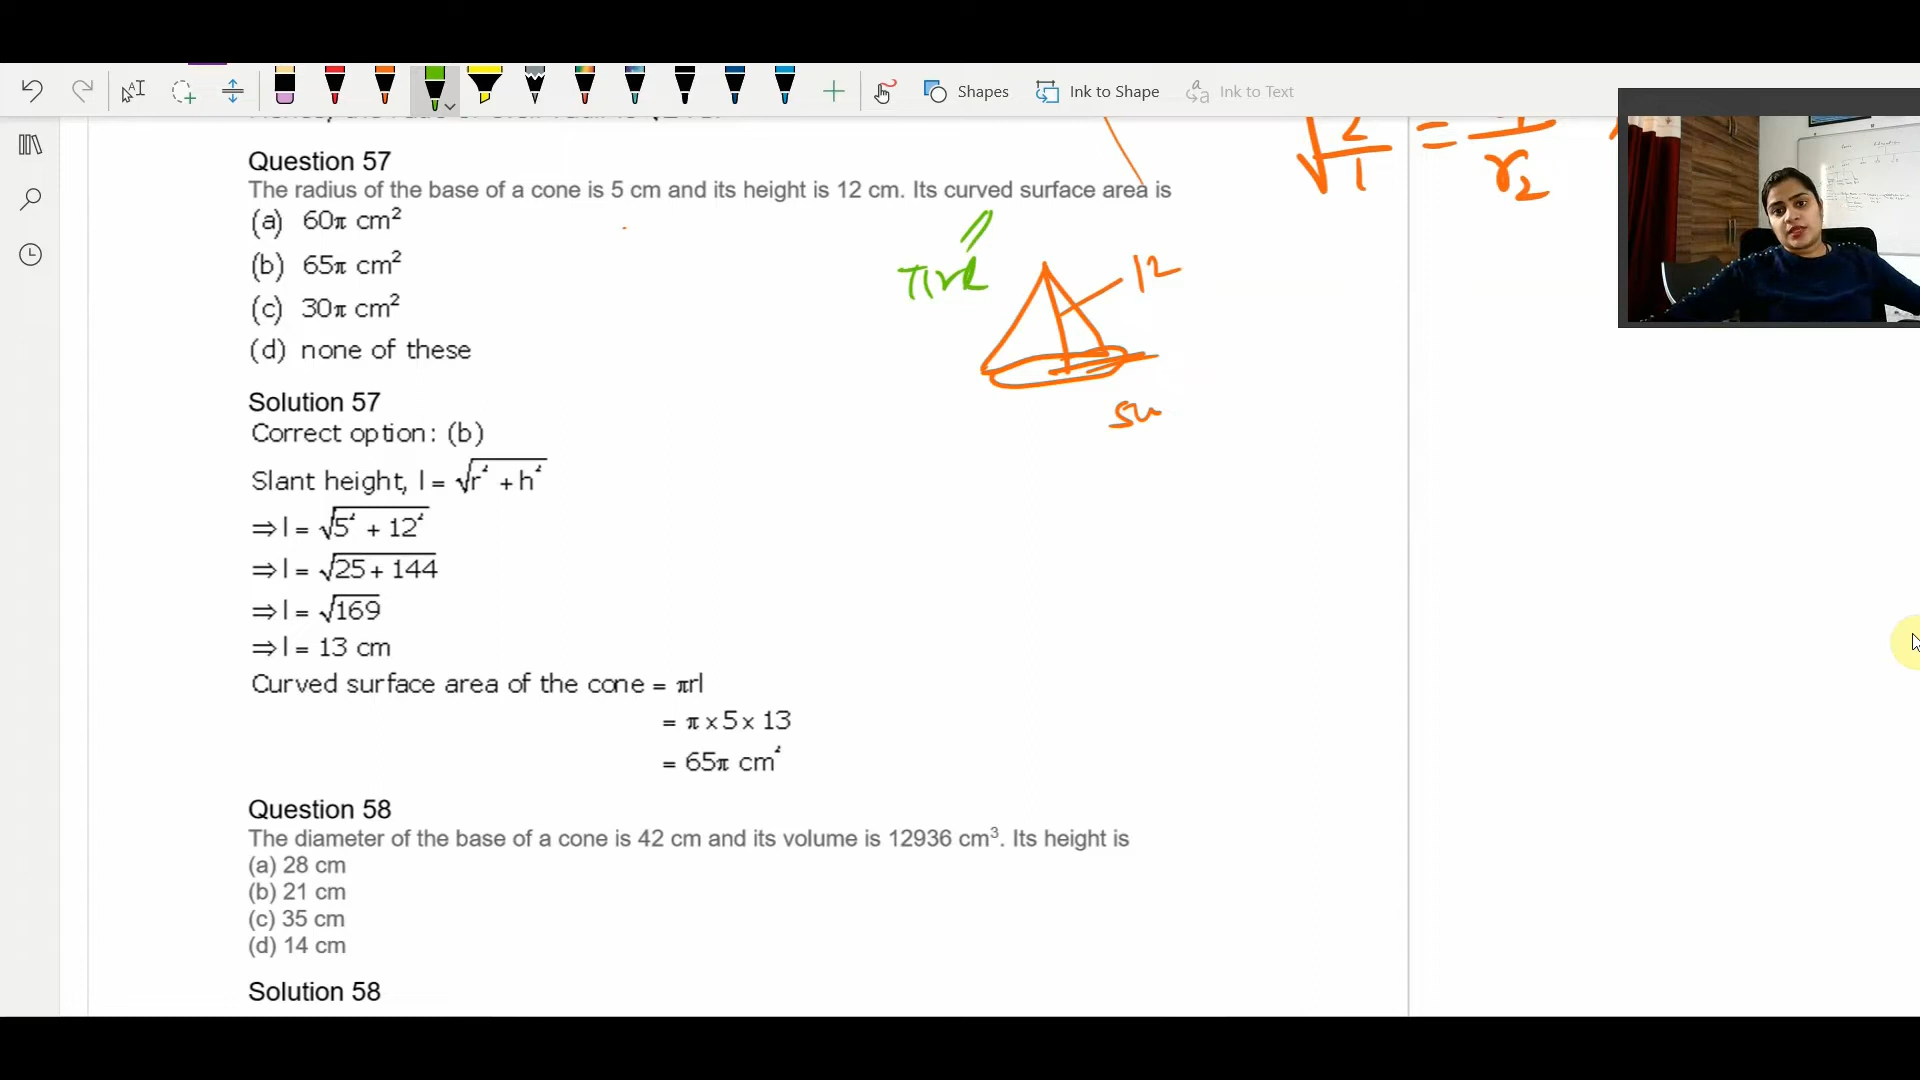 Shapes
Ink to Shape
Ink to Text
Question 57
The radius of the base of a cone is 5 cm and its height is 12 cm. Its curved surface area is
(a) 60π cm²
(b) 65π cm²
(c) 30π cm²
(d) none of these
πrl
12
√2/1 = r₂
Solution 57
Correct option: (b)
Slant height, l = √r² + h²
⇒ l = √5² + 12²
⇒ l = √25 + 144
⇒ l = √169
⇒ l = 13 cm
Curved surface area of the cone = πrl
= π x 5 x 13
= 65π cm²
Question 58
The diameter of the base of a cone is 42 cm and its volume is 12936 cm³. Its height is
(a) 28 cm
(b) 21 cm
(c) 35 cm
(d) 14 cm
Solution 58